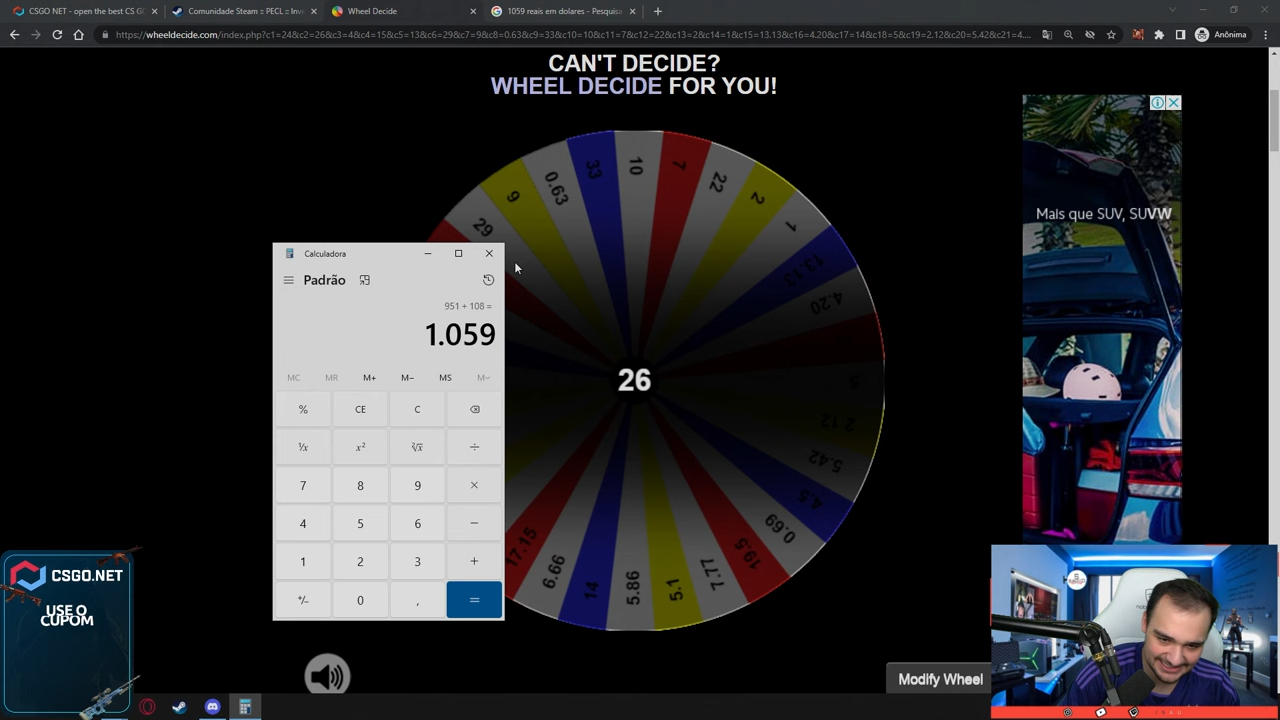 CSGO NET - open the best CS G
Comunidade Steam :: PECL :: Inve
Wheel Decide
1059 reais em dolares - Pesquisa
https://wheeldecide.com/index.php?c1=24&c2=26&c3=4&c4=15&c5=13&c6=29&c7=9&c8=0.63&c9=33&c10=10&c11=7&c12=22&c13=2&c14=1&c15=13.13&c16=4.20&c17=14&c18=5&c19=2.12&c20=5.42&c21=4....
Anônima
CAN'T DECIDE?
WHEEL DECIDE FOR YOU!
29
9
0.63
33
10
7
22
2
1
13.13
4.20
5
2.12
5.42
4.5
0.69
19.5
7.77
5.1
5.86
14
6.66
17.15
26
Mais que SUV, SUVW
Calculadora
Padrão
951 + 108 =
1.059
MC MR M+ M- MS M˅
% CE C
¹/x x² ²√x ÷
7 8 9 ×
4 5 6 −
1 2 3 +
+/- 0 , =
CSGO.NET
USE O
CUPOM
Modify Wheel